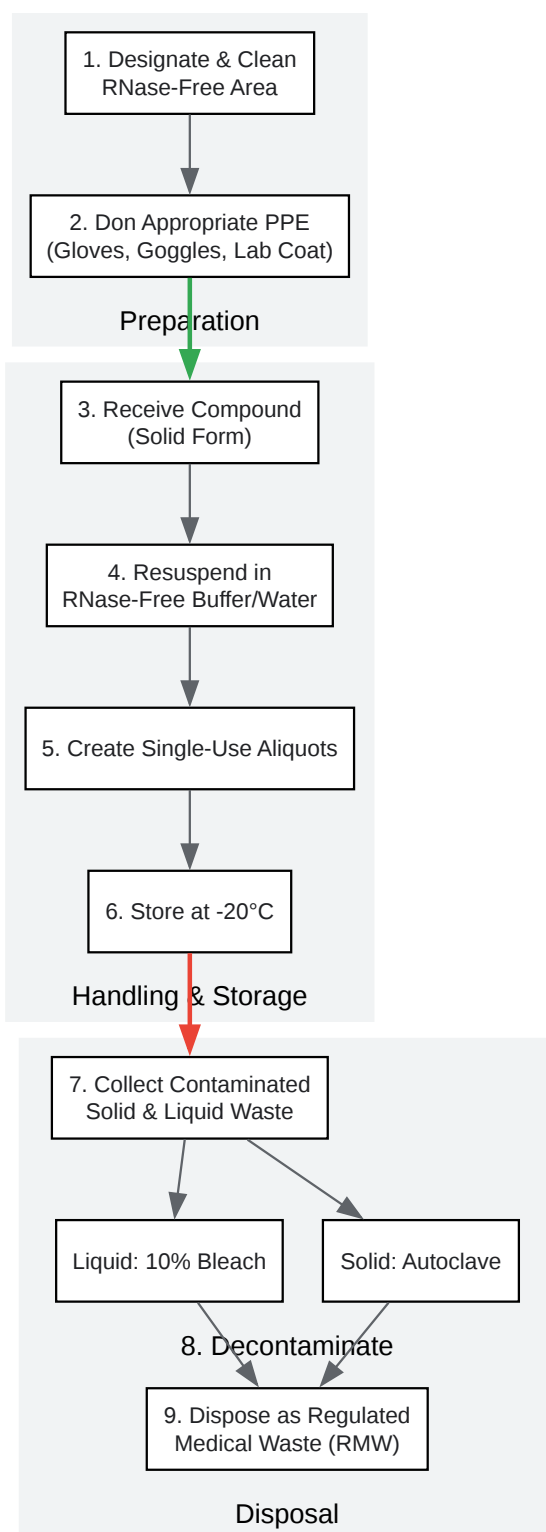 1. Designate & Clean
RNase-Free Area
2. Don Appropriate PPE
(Gloves, Goggles, Lab Coat)
Preparation
3. Receive Compound
(Solid Form)
4. Resuspend in
RNase-Free Buffer/Water
5. Create Single-Use Aliquots
6. Store at -20°C
Handling & Storage
7. Collect Contaminated
Solid & Liquid Waste
Liquid: 10% Bleach
Solid: Autoclave
8. Decontaminate
9. Dispose as Regulated
Medical Waste (RMW)
Disposal